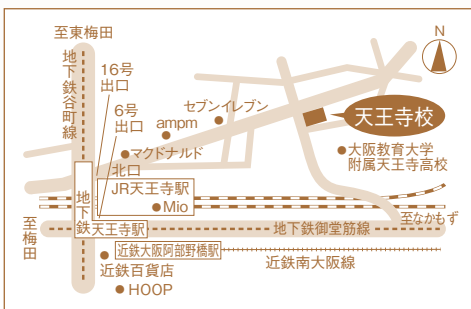 至東梅田
地下鉄谷町線
16号
出口
6号
出口
N
セブンイレブン
ampm
マクドナルド
天王寺校
大阪教育大学
附属天王寺高校
北口
JR天王寺駅
Mio
地下鉄
天王寺駅
至梅田
地下鉄御堂筋線
至なかもず
近鉄大阪阿部野橋駅
近鉄南大阪線
近鉄百貨店
HOOP